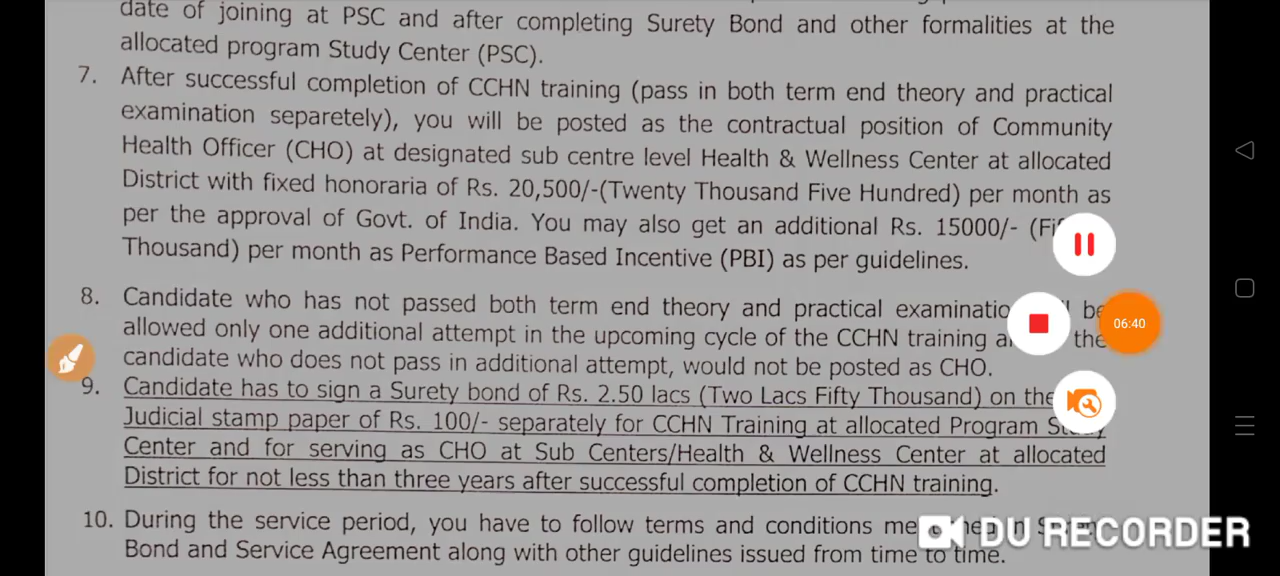 date of joining at PSC and after completing Surety Bond and other formalities at the
allocated program Study Center (PSC).
7. After successful completion of CCHN training (pass in both term end theory and practical
examination separetely), you will be posted as the contractual position of Community
Health Officer (CHO) at designated sub centre level Health & Wellness Center at allocated
District with fixed honoraria of Rs. 20,500/-(Twenty Thousand Five Hundred) per month as
per the approval of Govt. of India. You may also get an additional Rs. 15000/-
Thousand) per month as Performance Based Incentive (PBI) as per guidelines.
8. Candidate who has not passed both term end theory and practical be
allowed only one additional attempt in the upcoming cycle of the CCHN training the
candidate who does not pass in additional attempt, would not be posted as CHO.
06:40
9. Candidate has to sign a Surety bond of Rs. 2.50 lacs (Two Lacs Fifty Thousand) on the
Judicial stamp paper of Rs. 100/- separately for CCHN Training at allocated Program
Center and for serving as CHO at Sub Centers/Health & Wellness Center at allocated
District for not less than three years after successful completion of CCHN training.
10. During the service period, you have to follow terms and conditions
Bond and Service Agreement along with other guidelines issued from time to time.
DU RECORDER